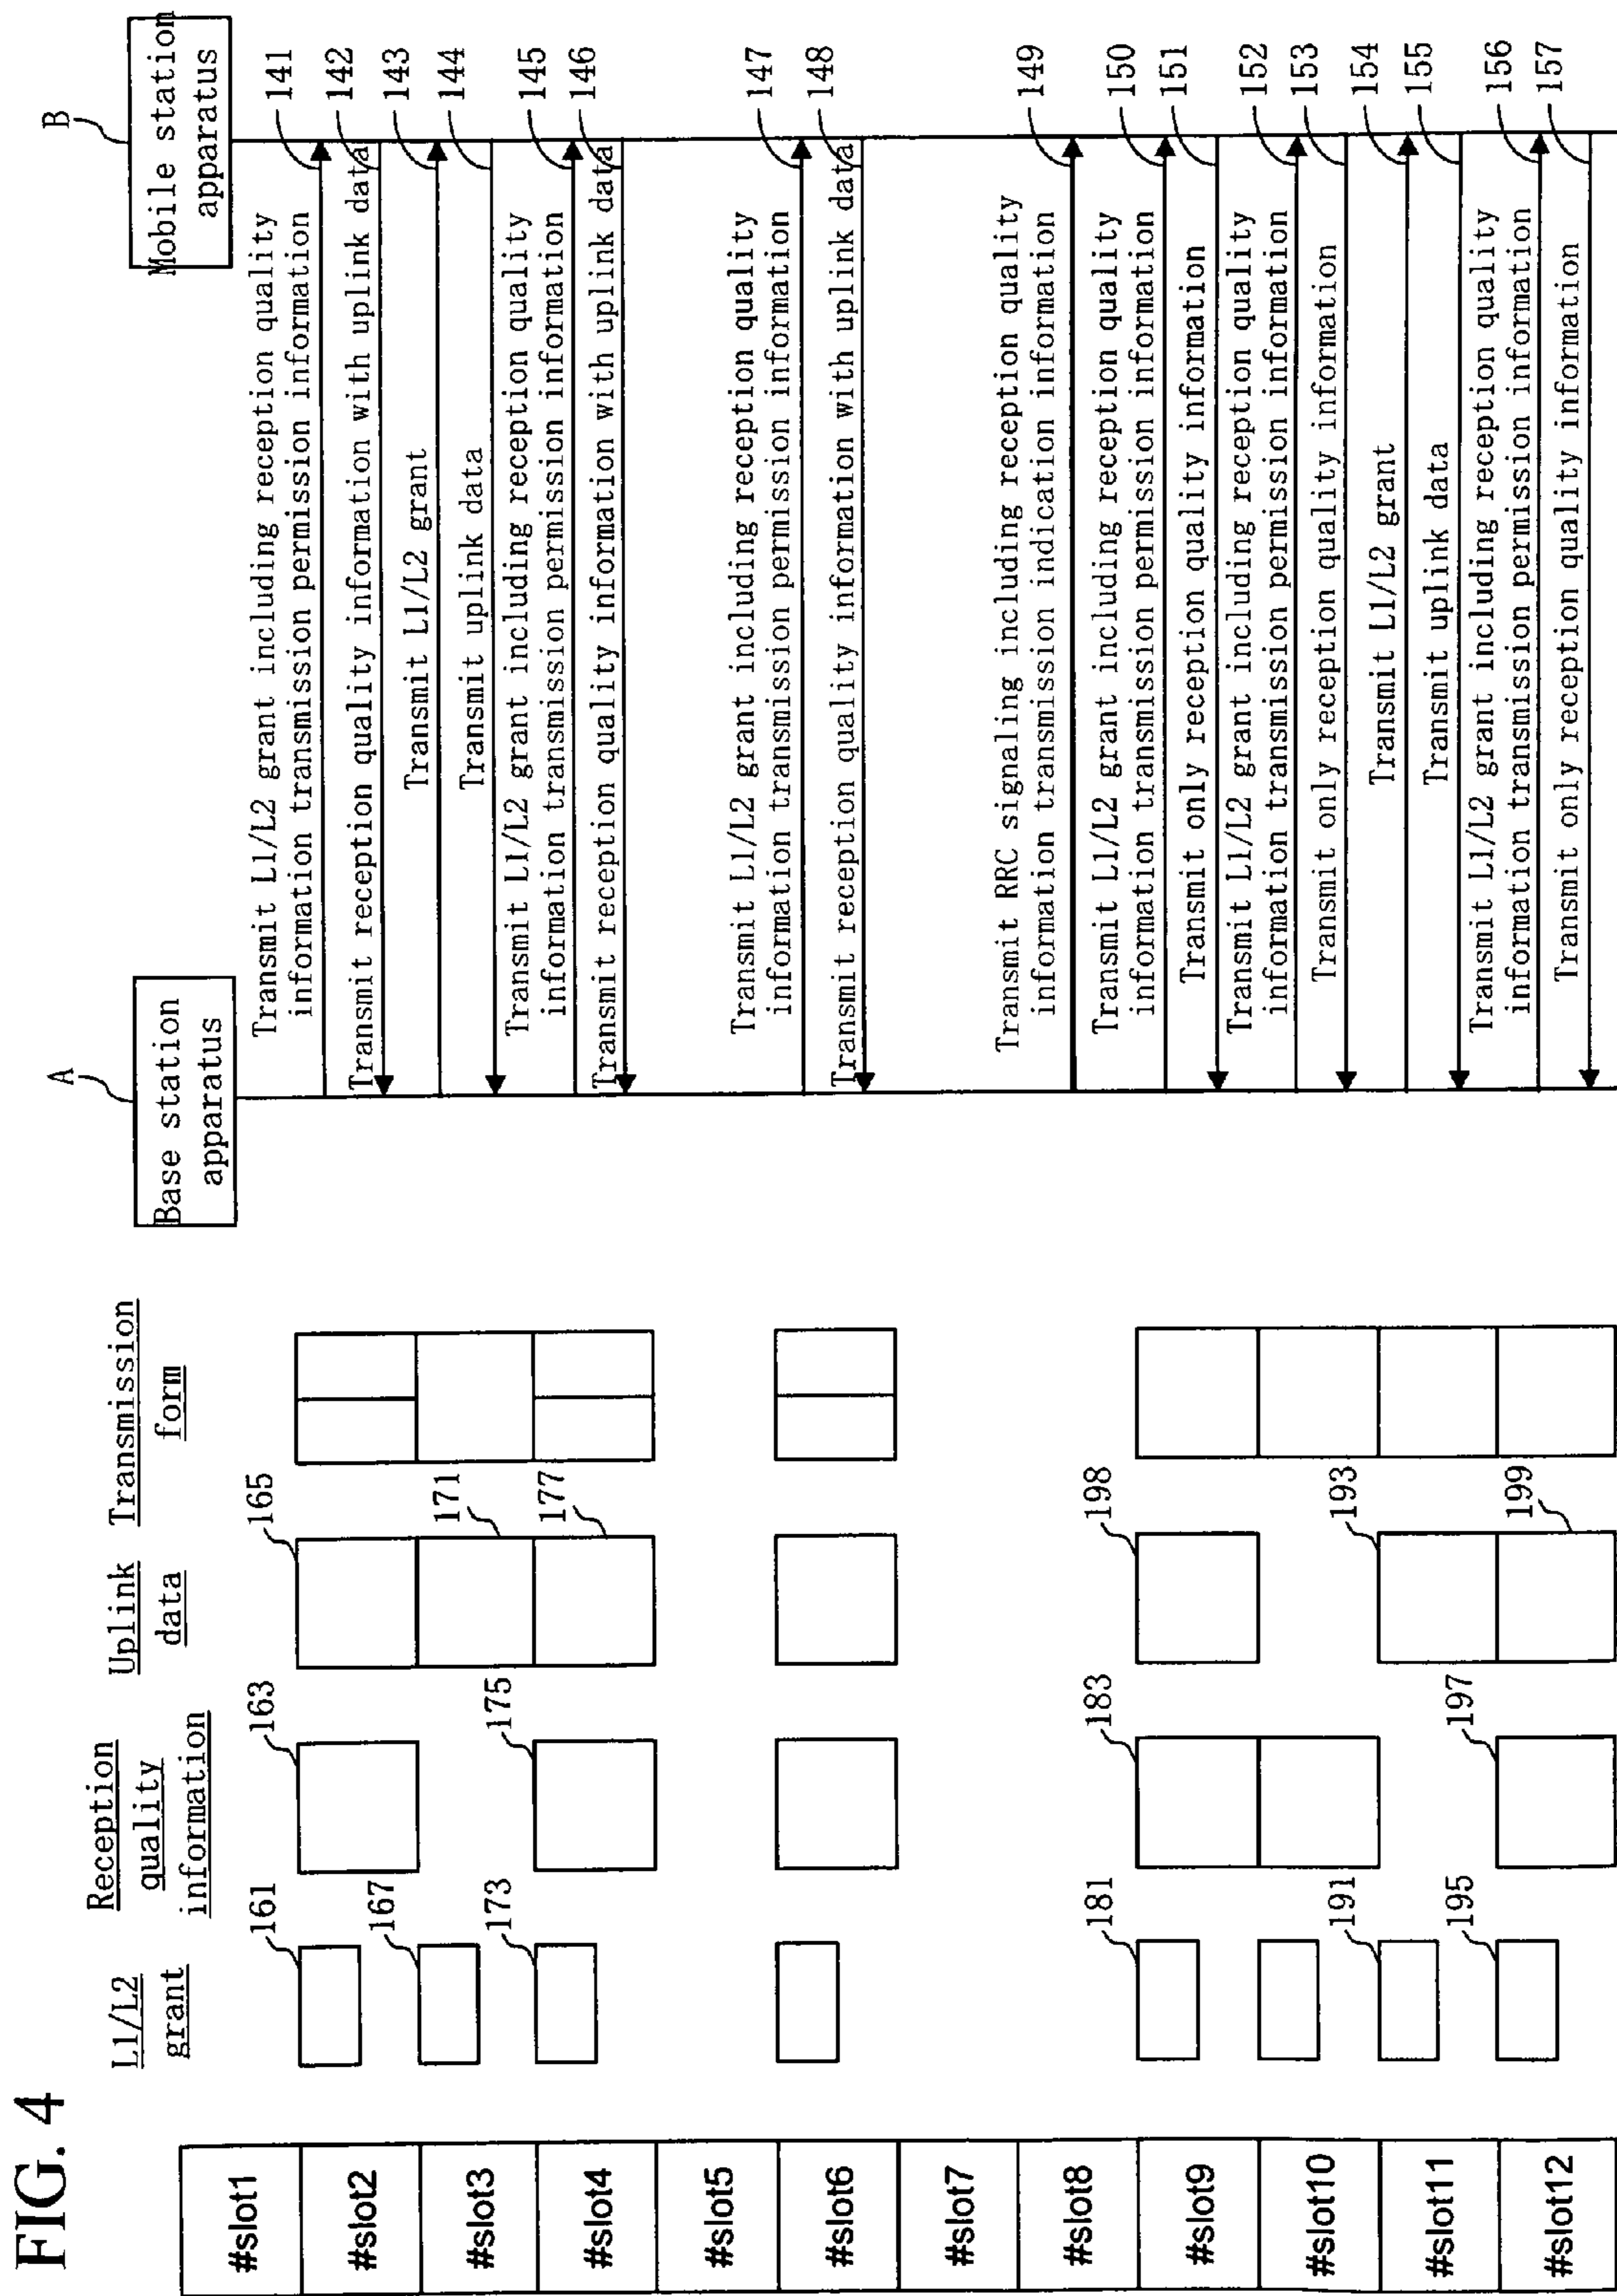 FIG. 4
L1/L2
grant
Reception
quality
information
Uplink
data
Transmission
form
A
Base station
apparatus
B
Mobile station
apparatus
#slot1
#slot2
#slot3
#slot4
#slot5
#slot6
#slot7
#slot8
#slot9
#slot10
#slot11
#slot12
161
167
173
181
191
195
163
175
183
197
165
171
177
198
193
199
Transmit L1/L2 grant including reception quality
information transmission permission information
141
Transmit reception quality information with uplink data
142
Transmit L1/L2 grant
143
Transmit uplink data
144
Transmit L1/L2 grant including reception quality
information transmission permission information
145
Transmit reception quality information with uplink data
146
Transmit L1/L2 grant including reception quality
information transmission permission information
147
Transmit reception quality information with uplink data
148
Transmit RRC signaling including reception quality
information transmission indication information
149
Transmit L1/L2 grant including reception quality
information transmission permission information
150
Transmit only reception quality information
151
Transmit L1/L2 grant including reception quality
information transmission permission information
152
Transmit only reception quality information
153
Transmit L1/L2 grant
154
Transmit uplink data
155
Transmit L1/L2 grant including reception quality
information transmission permission information
156
Transmit only reception quality information
157